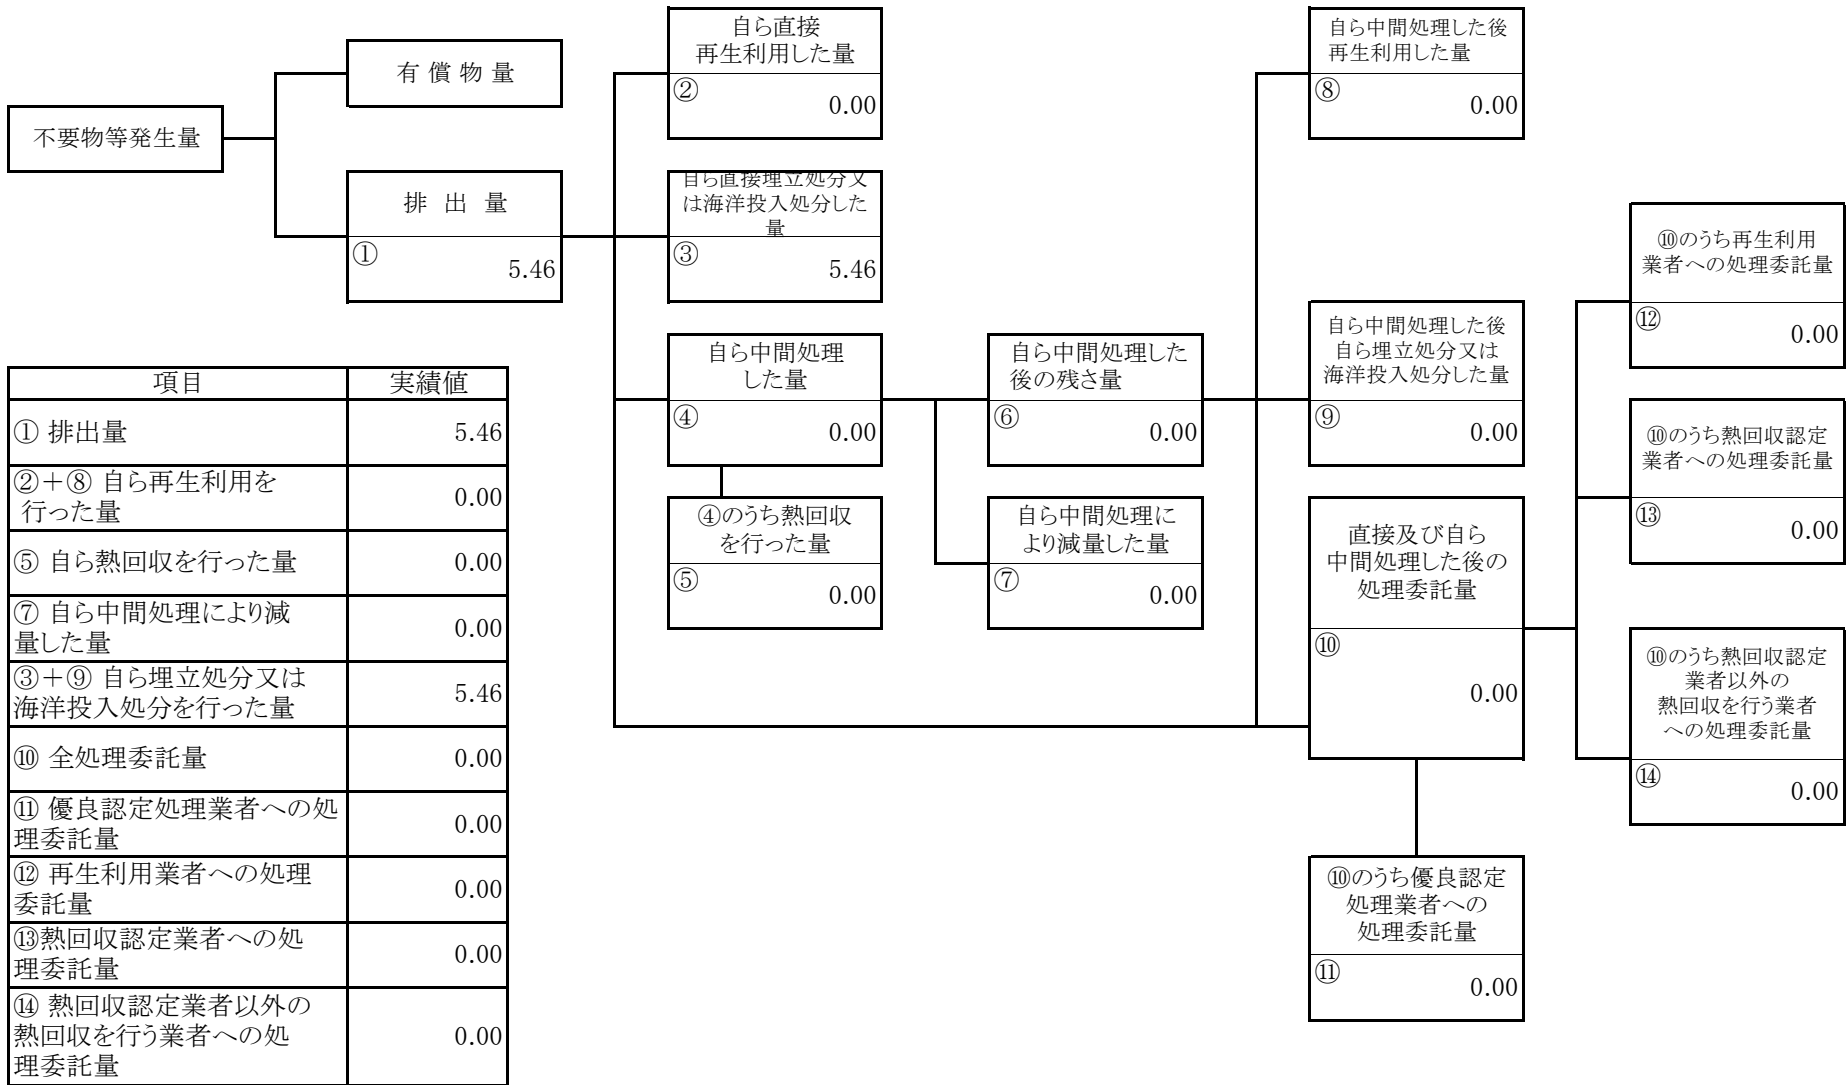 不要物等発生量
有 償 物 量
排 出 量
①
5.46
自ら直接
再生利用した量
②
0.00
自ら直接埋立処分又
は海洋投入処分した
量
③
5.46
自ら中間処理
した量
④
0.00
④のうち熱回収
を行った量
⑤
0.00
自ら中間処理した
後の残さ量
⑥
0.00
自ら中間処理に
より減量した量
⑦
0.00
自ら中間処理した後
再生利用した量
⑧
0.00
自ら中間処理した後
自ら埋立処分又は
海洋投入処分した量
⑨
0.00
直接及び自ら
中間処理した後の
処理委託量
⑩
0.00
⑩のうち優良認定
処理業者への
処理委託量
⑪
0.00
⑩のうち再生利用
業者への処理委託量
⑫
0.00
⑩のうち熱回収認定
業者への処理委託量
⑬
0.00
⑩のうち熱回収認定
業者以外の
熱回収を行う業者
への処理委託量
⑭
0.00
項目 実績値
① 排出量 5.46
②+⑧ 自ら再生利用を
行った量
0.00
⑤ 自ら熱回収を行った量 0.00
⑦ 自ら中間処理により減
量した量
0.00
③+⑨ 自ら埋立処分又は
海洋投入処分を行った量
5.46
⑩ 全処理委託量 0.00
⑪ 優良認定処理業者への処
理委託量
0.00
⑫ 再生利用業者への処理
委託量
0.00
⑬熱回収認定業者への処
理委託量
0.00
⑭ 熱回収認定業者以外の
熱回収を行う業者への処
理委託量
0.00